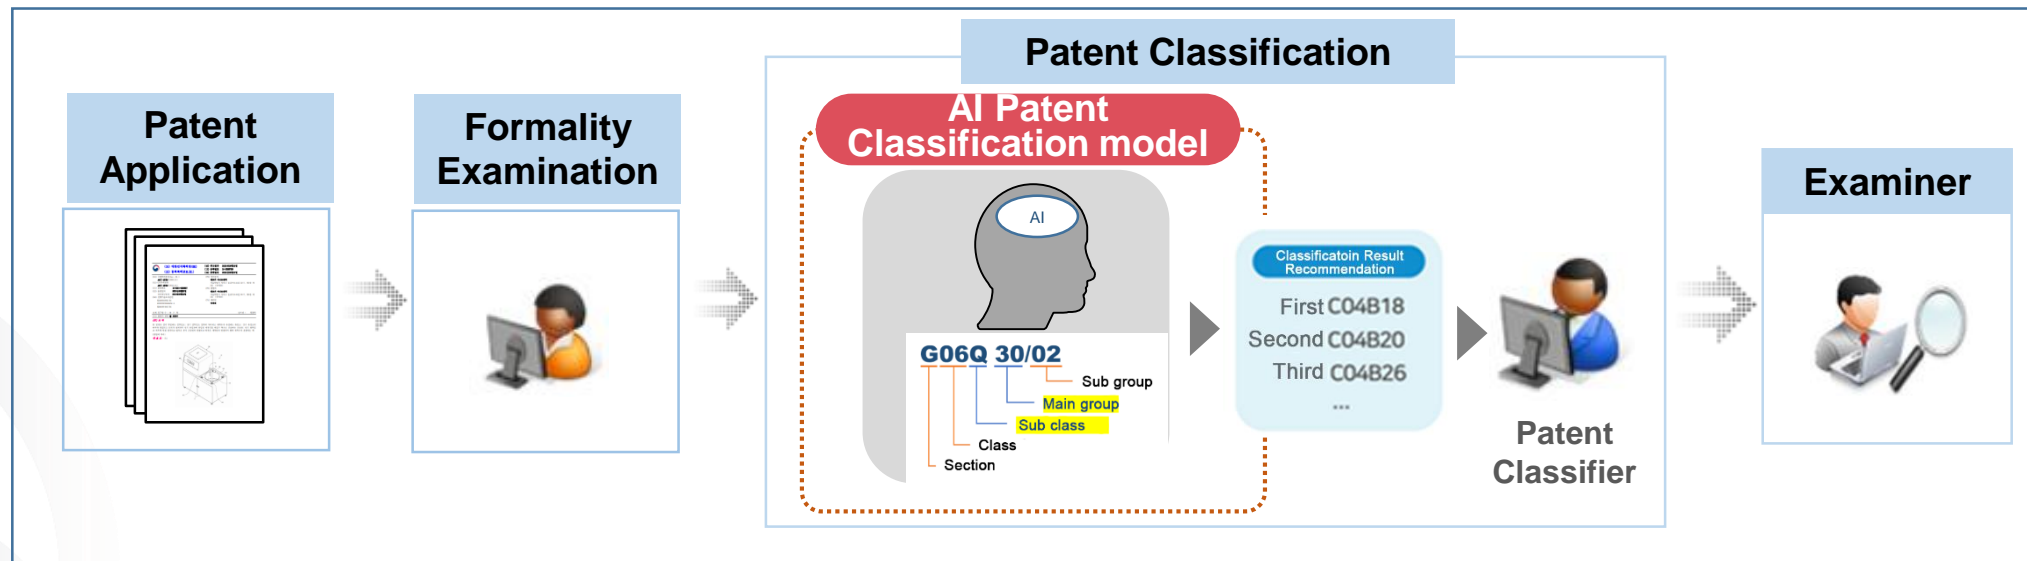 Patent
Application
Formality
Examination
Patent Classification
AI Patent
Classification model
AI
G06Q 30/02
Sub group
Main group
Sub class
Class
Section
Classificatoin Result
Recommendation
First C04B18
Second C04B20
Third C04B26
...
Patent
Classifier
Examiner